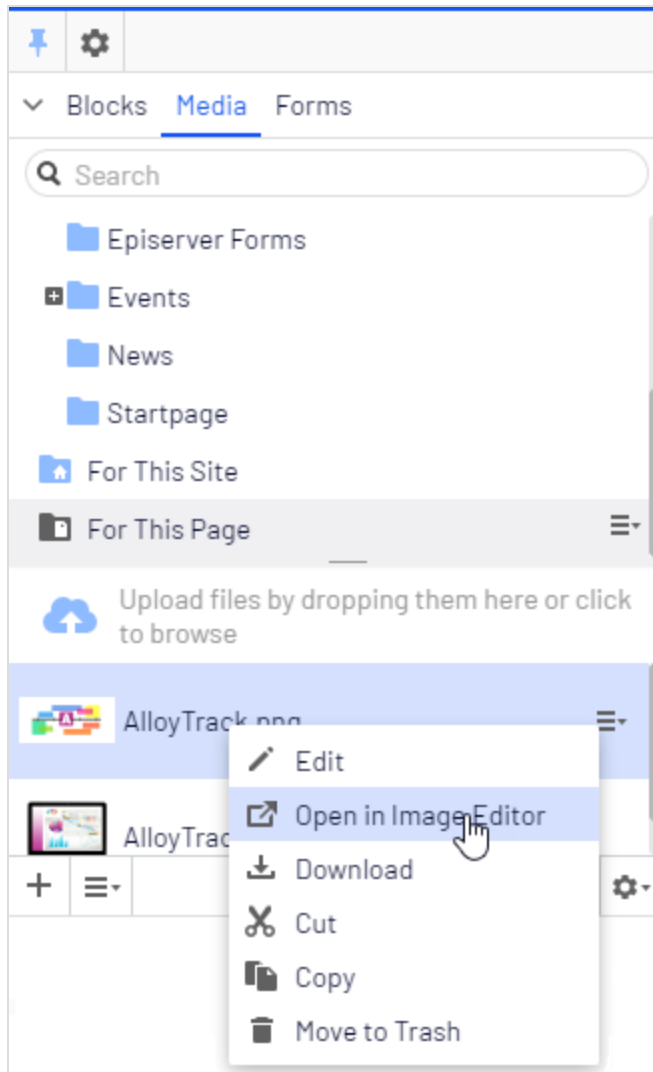 Blocks Media Forms
Search
Episerver Forms
Events
News
Startpage
For This Site
For This Page
Upload files by dropping them here or click
to browse
AlloyTrack.png
Edit
Open in Image Editor
AlloyTrac
Download
Cut
Copy
Move to Trash